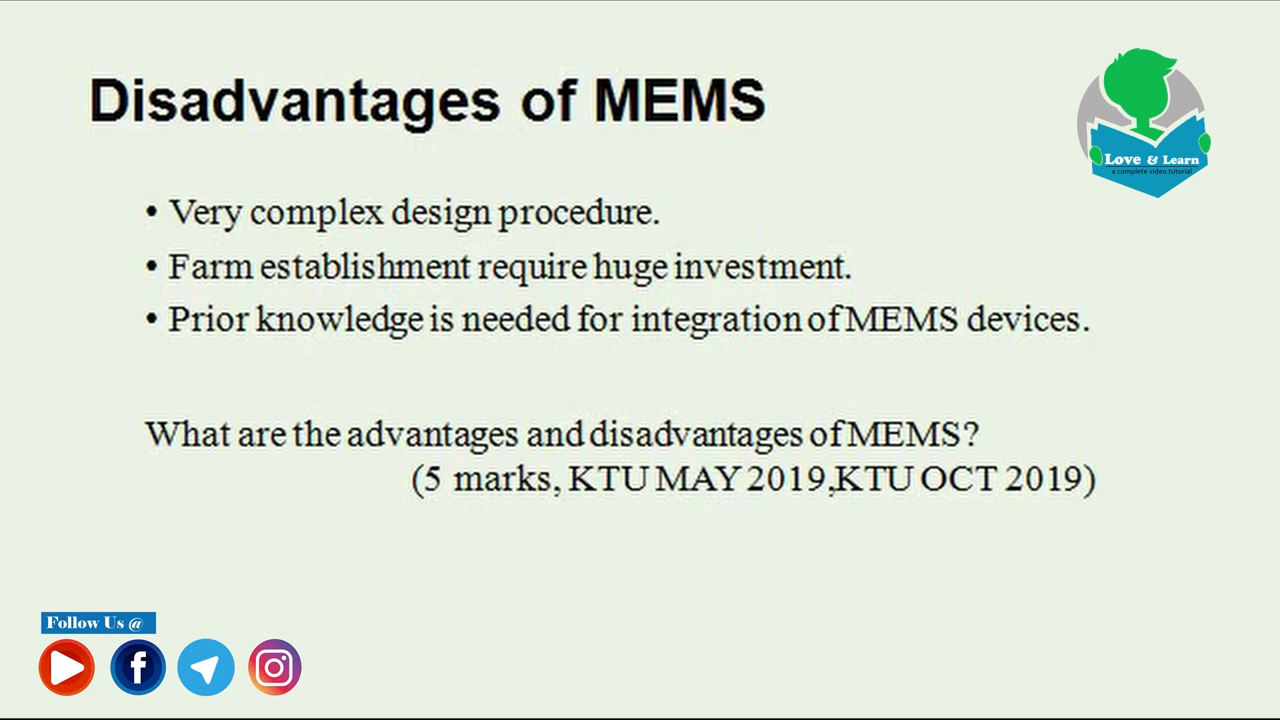 Disadvantages of MEMS
Love & Learn
a complete video tutorial
• Very complex design procedure.
• Farm establishment require huge investment.
• Prior knowledge is needed for integration of MEMS devices.
What are the advantages and disadvantages of MEMS?
(5 marks, KTU MAY 2019,KTU OCT 2019)
Follow Us @